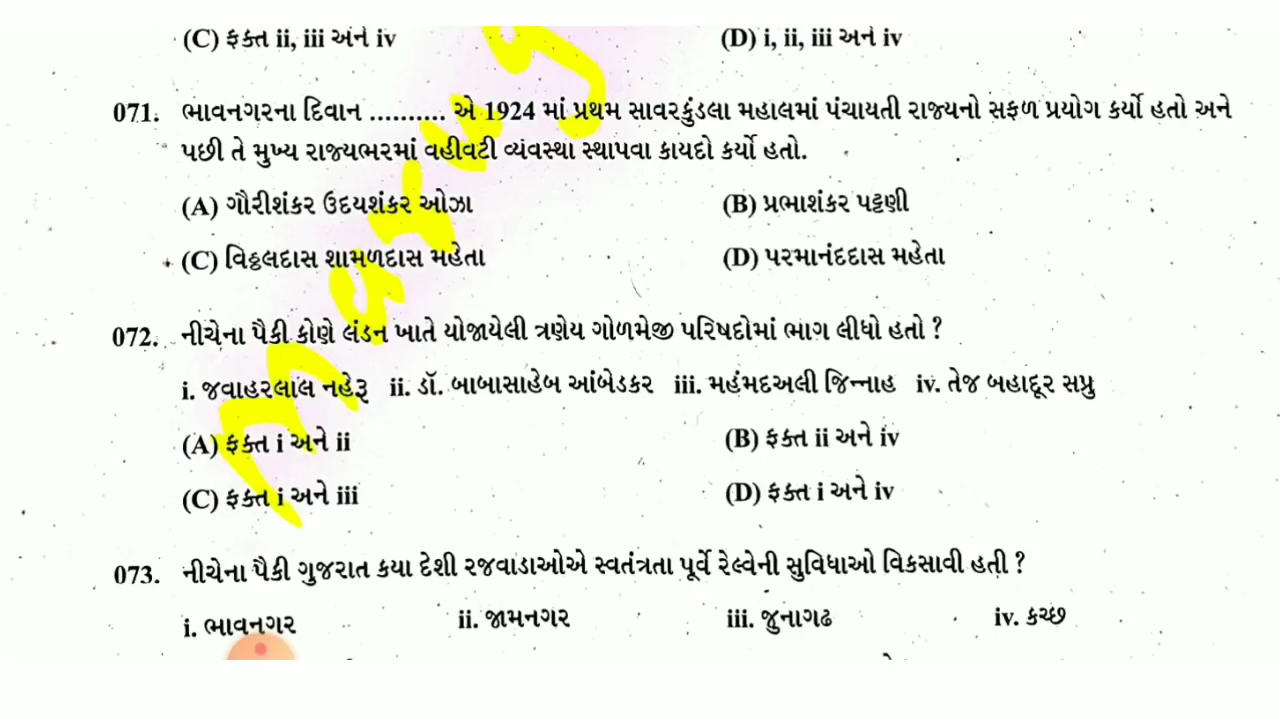 (C) ફક્ત ii, iii અને iv (D) i, ii, iii અને iv
071. ભાવનગરના દિવાન .......... એ 1924 માં પ્રથમ સાવરકુંડલા મહાલમાં પંચાયતી રાજ્યનો સફળ પ્રયોગ કર્યો હતો અને
પછી તે મુખ્ય રાજ્યભરમાં વહીવટી વ્યવસ્થા સ્થાપવા કાયદો કર્યો હતો.
(A) ગૌરીશંકર ઉદયશંકર ઓઝા (B) પ્રભાશંકર પટ્ટણી
(C) વિઠ્ઠલદાસ શામળદાસ મહેતા (D) પરમાનંદદાસ મહેતા
072. નીચેના પૈકી કોણે લંડન ખાતે યોજાયેલી ત્રણેય ગોળમેજી પરિષદોમાં ભાગ લીધો હતો ?
i. જવાહરલાલ નહેરૂ ii. ડૉ. બાબાસાહેબ આંબેડકર iii. મહંમદઅલી જિન્નાહ iv. તેજ બહાદૂર સપ્રુ
(A) ફક્ત i અને ii (B) ફક્ત ii અને iv
(C) ફક્ત i અને iii (D) ફક્ત i અને iv
073. નીચેના પૈકી ગુજરાત કયા દેશી રજવાડાઓએ સ્વતંત્રતા પૂર્વે રેલ્વેની સુવિધાઓ વિકસાવી હતી ?
i. ભાવનગર ii. જામનગર iii. જુનાગઢ iv. કચ્છ